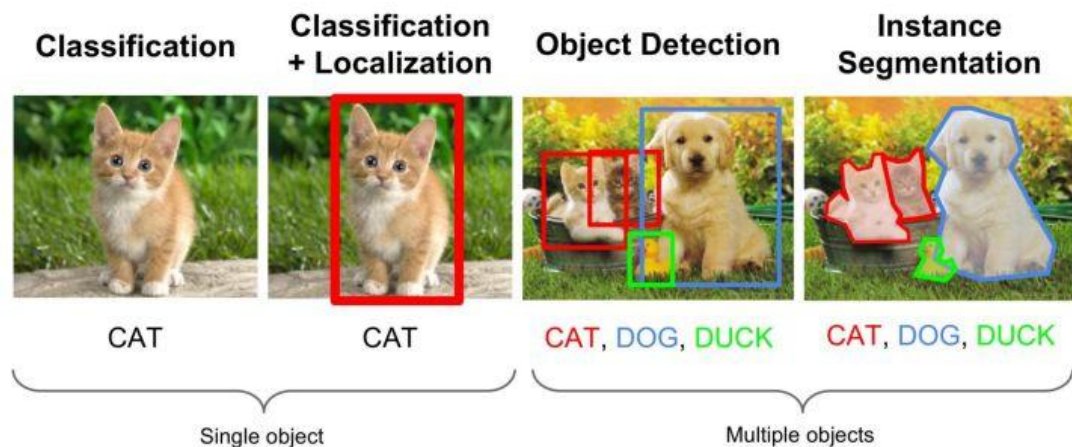 Classification
Classification
+ Localization
Object Detection
Instance
Segmentation
CAT
CAT
CAT, DOG, DUCK
CAT, DOG, DUCK
Single object
Multiple objects